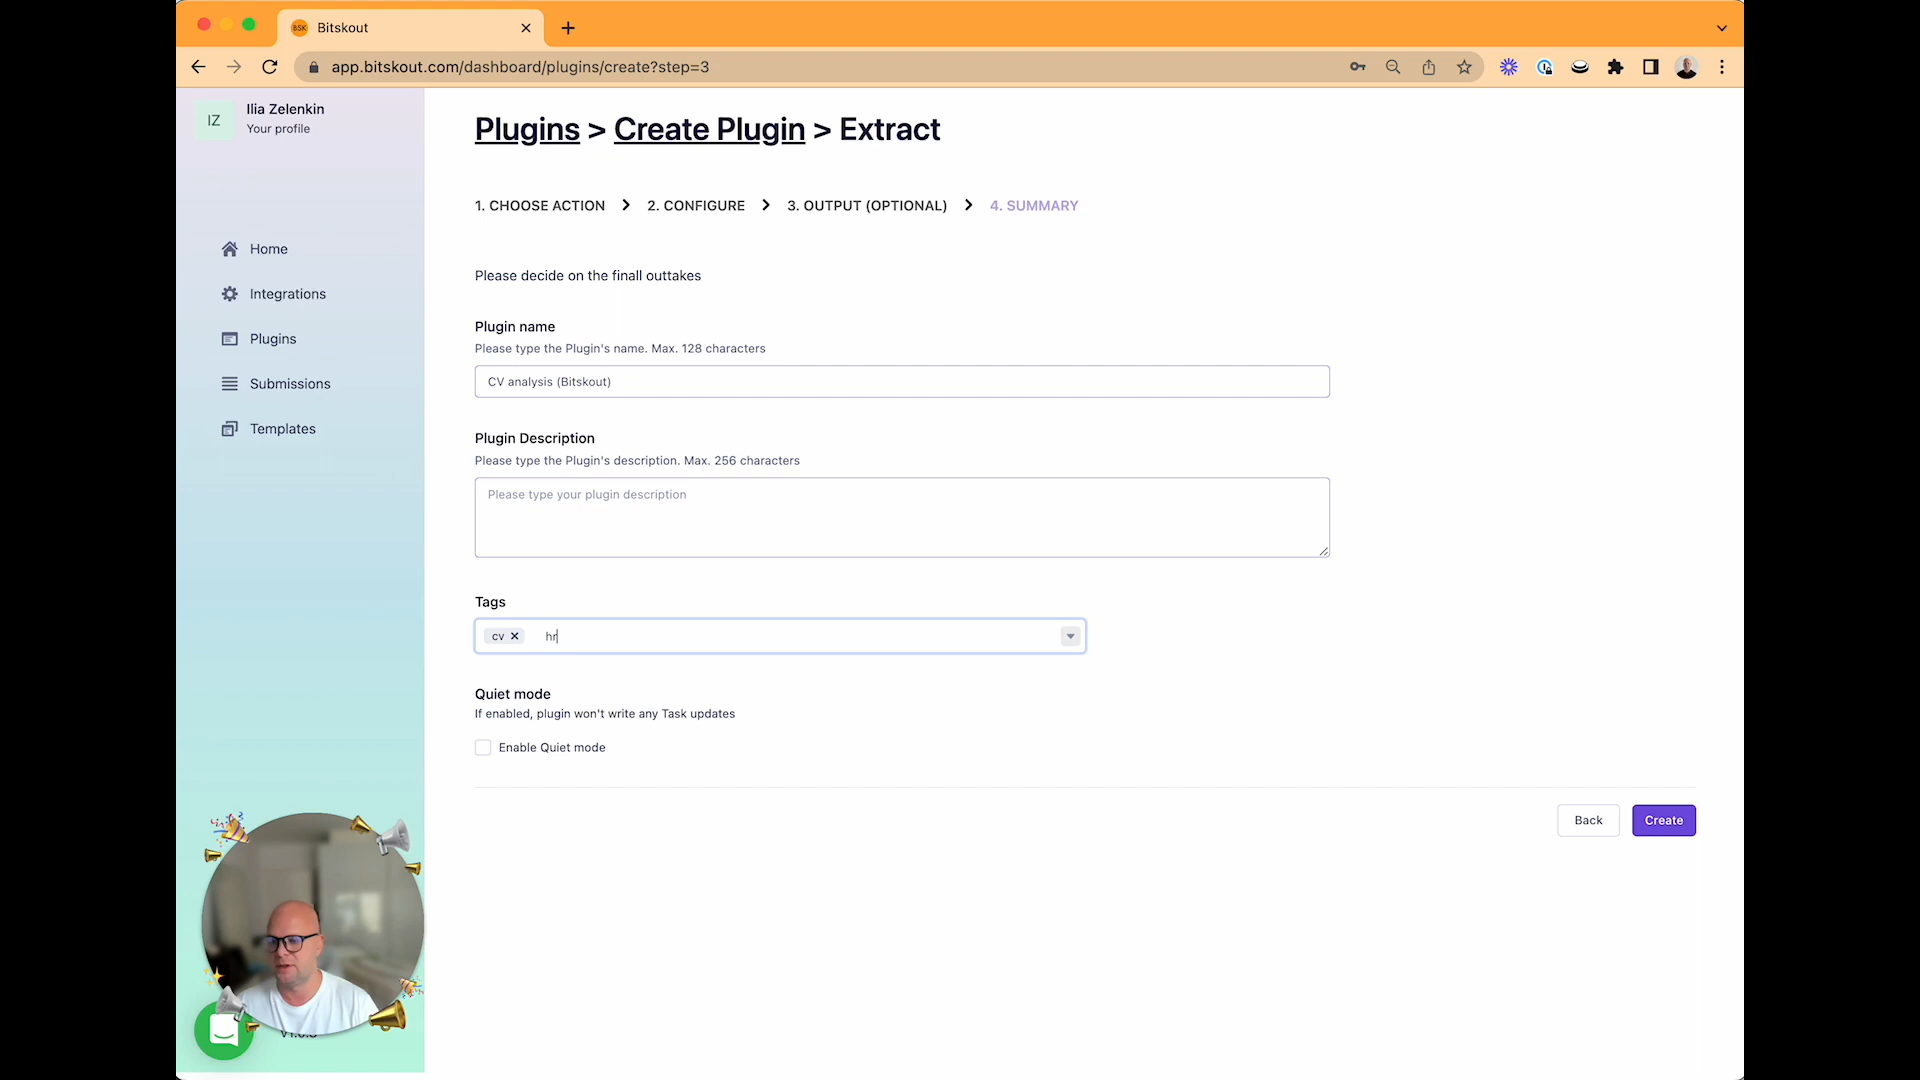 BSK Bitskout
app.bitskout.com/dashboard/plugins/create?step=3
IZ
Ilia Zelenkin
Your profile
Home
Integrations
Plugins
Submissions
Templates
Plugins > Create Plugin > Extract
1. CHOOSE ACTION
2. CONFIGURE
3. OUTPUT (OPTIONAL)
4. SUMMARY
Please decide on the finall outtakes
Plugin name
Please type the Plugin's name. Max. 128 characters
CV analysis (Bitskout)
Plugin Description
Please type the Plugin's description. Max. 256 characters
Please type your plugin description
Tags
cv hr
Quiet mode
If enabled, plugin won't write any Task updates
Enable Quiet mode
Back
Create